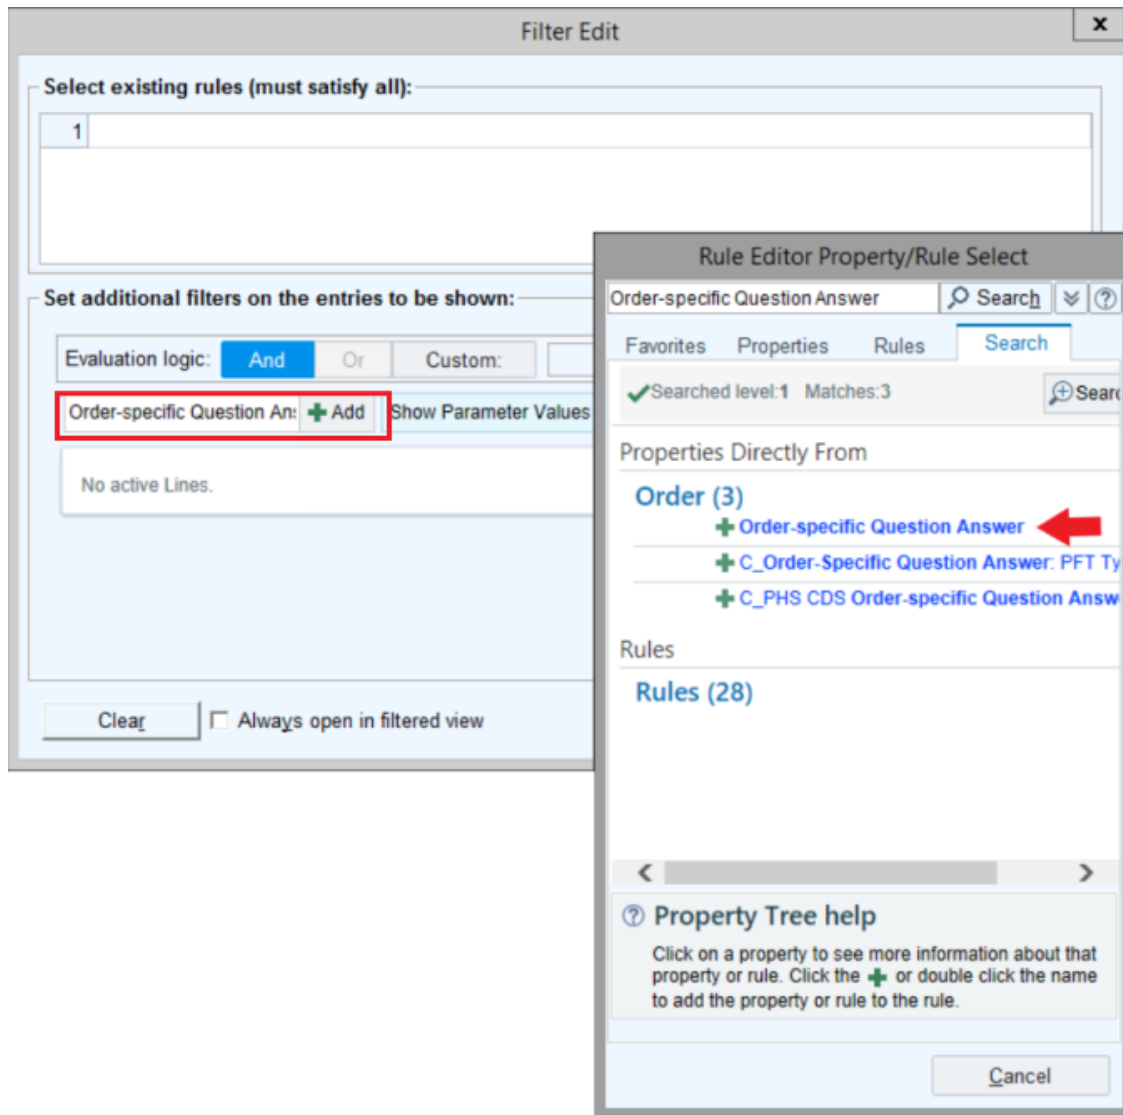 Filter Edit
x
Select existing rules (must satisfy all):
1
Set additional filters on the entries to be shown:
Evaluation logic: And Or Custom:
Order-specific Question Add Show Parameter Values
No active Lines.
Clear Always open in filtered view
Rule Editor Property/Rule Select
Order-specific Question Answer Search ?
Favorites Properties Rules Search
Searched level:1 Matches:3
Properties Directly From
Order (3)
Order-specific Question Answer
C_Order-Specific Question Answer: PFT
C_PHS CDS Order-specific Question
Rules
Rules (28)
? Property Tree help
Click on a property to see more information about that
property or rule. Click the + or double click the name
to add the property or rule to the rule.
Cancel